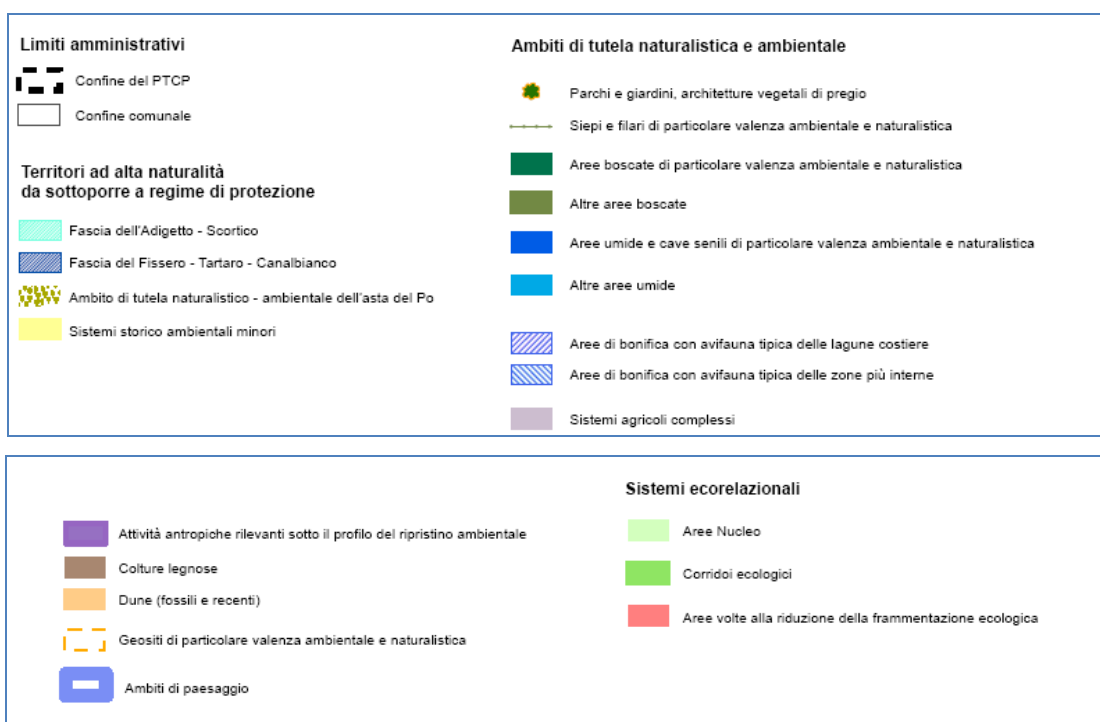 Limiti amministrativi
Confine del PTCP
Confine comunale
Territori ad alta naturalità
da sottoporre a regime di protezione
Fascia dell'Adigetto - Scortico
Fascia del Fissero - Tartaro - Canalbianco
Ambito di tutela naturalistico - ambientale dell'asta del Po
Sistemi storico ambientali minori
Ambiti di tutela naturalistica e ambientale
Parchi e giardini, architetture vegetali di pregio
Siepi e filari di particolare valenza ambientale e naturalistica
Aree boscate di particolare valenza ambientale e naturalistica
Altre aree boscate
Aree umide e cave senili di particolare valenza ambientale e naturalistica
Altre aree umide
Aree di bonifica con avifauna tipica delle lagune costiere
Aree di bonifica con avifauna tipica delle zone più interne
Sistemi agricoli complessi
Attività antropiche rilevanti sotto il profilo del ripristino ambientale
Colture legnose
Dune (fossili e recenti)
Geositi di particolare valenza ambientale e naturalistica
Ambiti di paesaggio
Sistemi ecorelazionali
Aree Nucleo
Corridoi ecologici
Aree volte alla riduzione della frammentazione ecologica